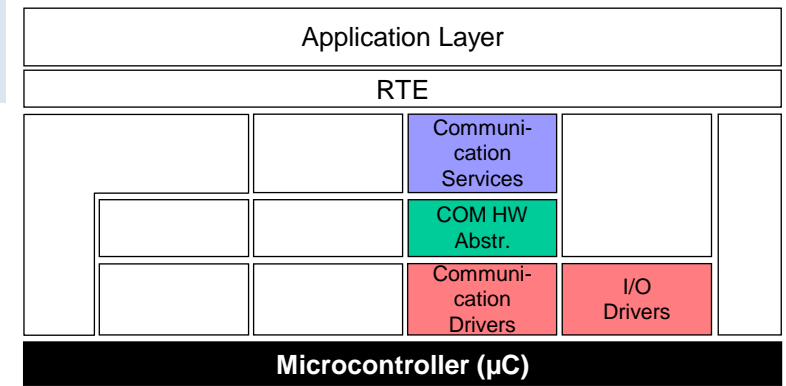 Application Layer
RTE
Communi-
cation
Services
COM HW
Abstr.
Communi-
cation
Drivers
I/O
Drivers
Microcontroller (µC)